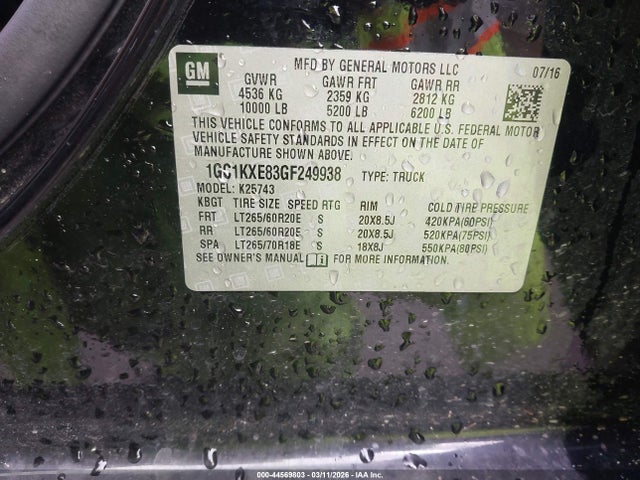 GM
MFD BY GENERAL MOTORS LLC 07/16
GVWR GAWR FRT GAWR RR
4536 KG 2359 KG 2812 KG
10000 LB 5200 LB 6200 LB
THIS VEHICLE CONFORMS TO ALL APPLICABLE U.S. FEDERAL MOTOR
VEHICLE SAFETY STANDARDS IN EFFECT ON THE DATE OF
MANUFACTURE SHOWN ABOVE.
1GC1KXE83GF249938 TYPE: TRUCK
MODEL: K25743
KBGT TIRE SIZE SPEED RTG RIM COLD TIRE PRESSURE
FRT LT265/60R20E S 20X8.5J 420KPA(60PSI)
RR LT265/60R20E S 20X8.5J 520KPA(75PSI)
SPA LT265/70R18E S 18X8J 550KPA(80PSI)
SEE OWNER'S MANUAL FOR MORE INFORMATION.
000-44569803 - 03/11/2026 - IAA Inc.